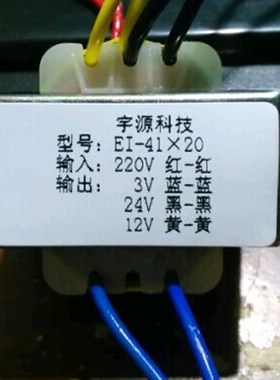 宇源科技
型号: EI-41×20
输入: 220V 红-红
输出: 3V 蓝-蓝
24V 黑-黑
12V 黄-黄